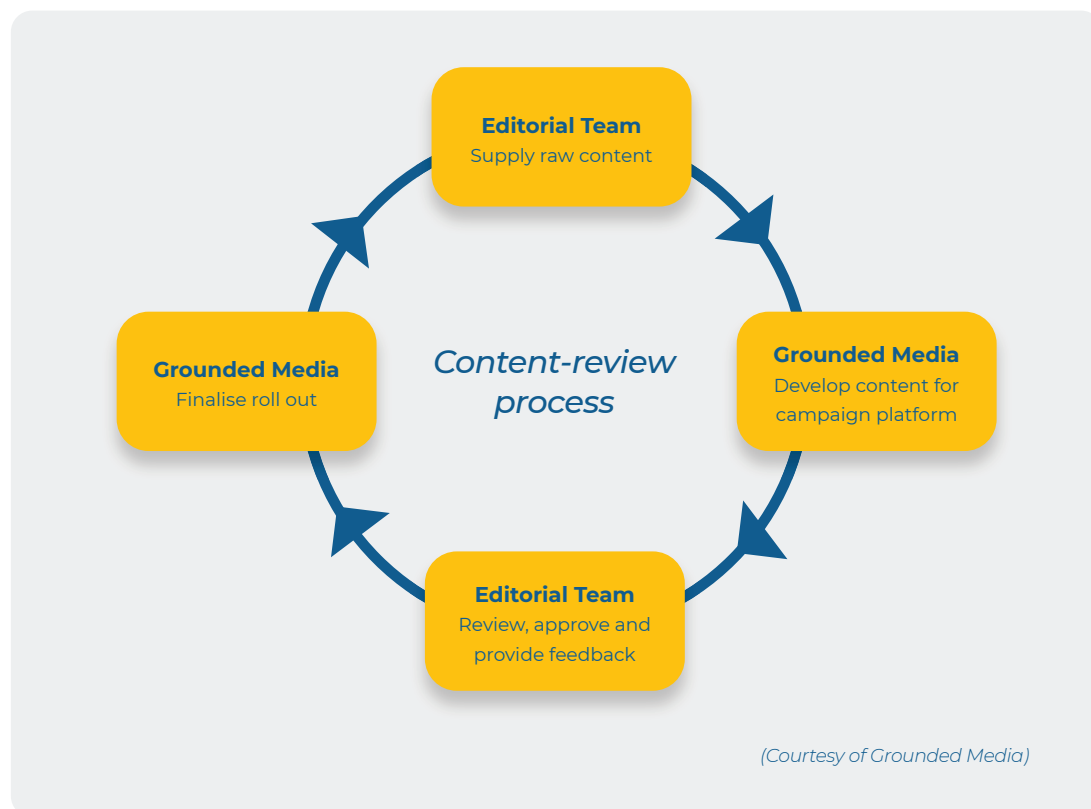 Editorial Team
Supply raw content
Grounded Media
Develop content for
campaign platform
Editorial Team
Review, approve and
provide feedback
Grounded Media
Finalise roll out
Content-review
process
(Courtesy of Grounded Media)